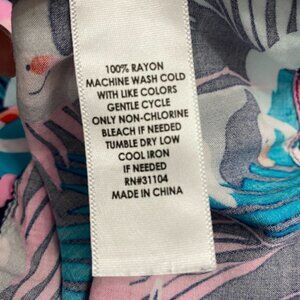 100% RAYON
MACHINE WASH COLD
WITH LIKE COLORS
GENTLE CYCLE
ONLY NON-CHLORINE
BLEACH IF NEEDED
TUMBLE DRY LOW
COOL IRON
IF NEEDED
RN#31104
MADE IN CHINA